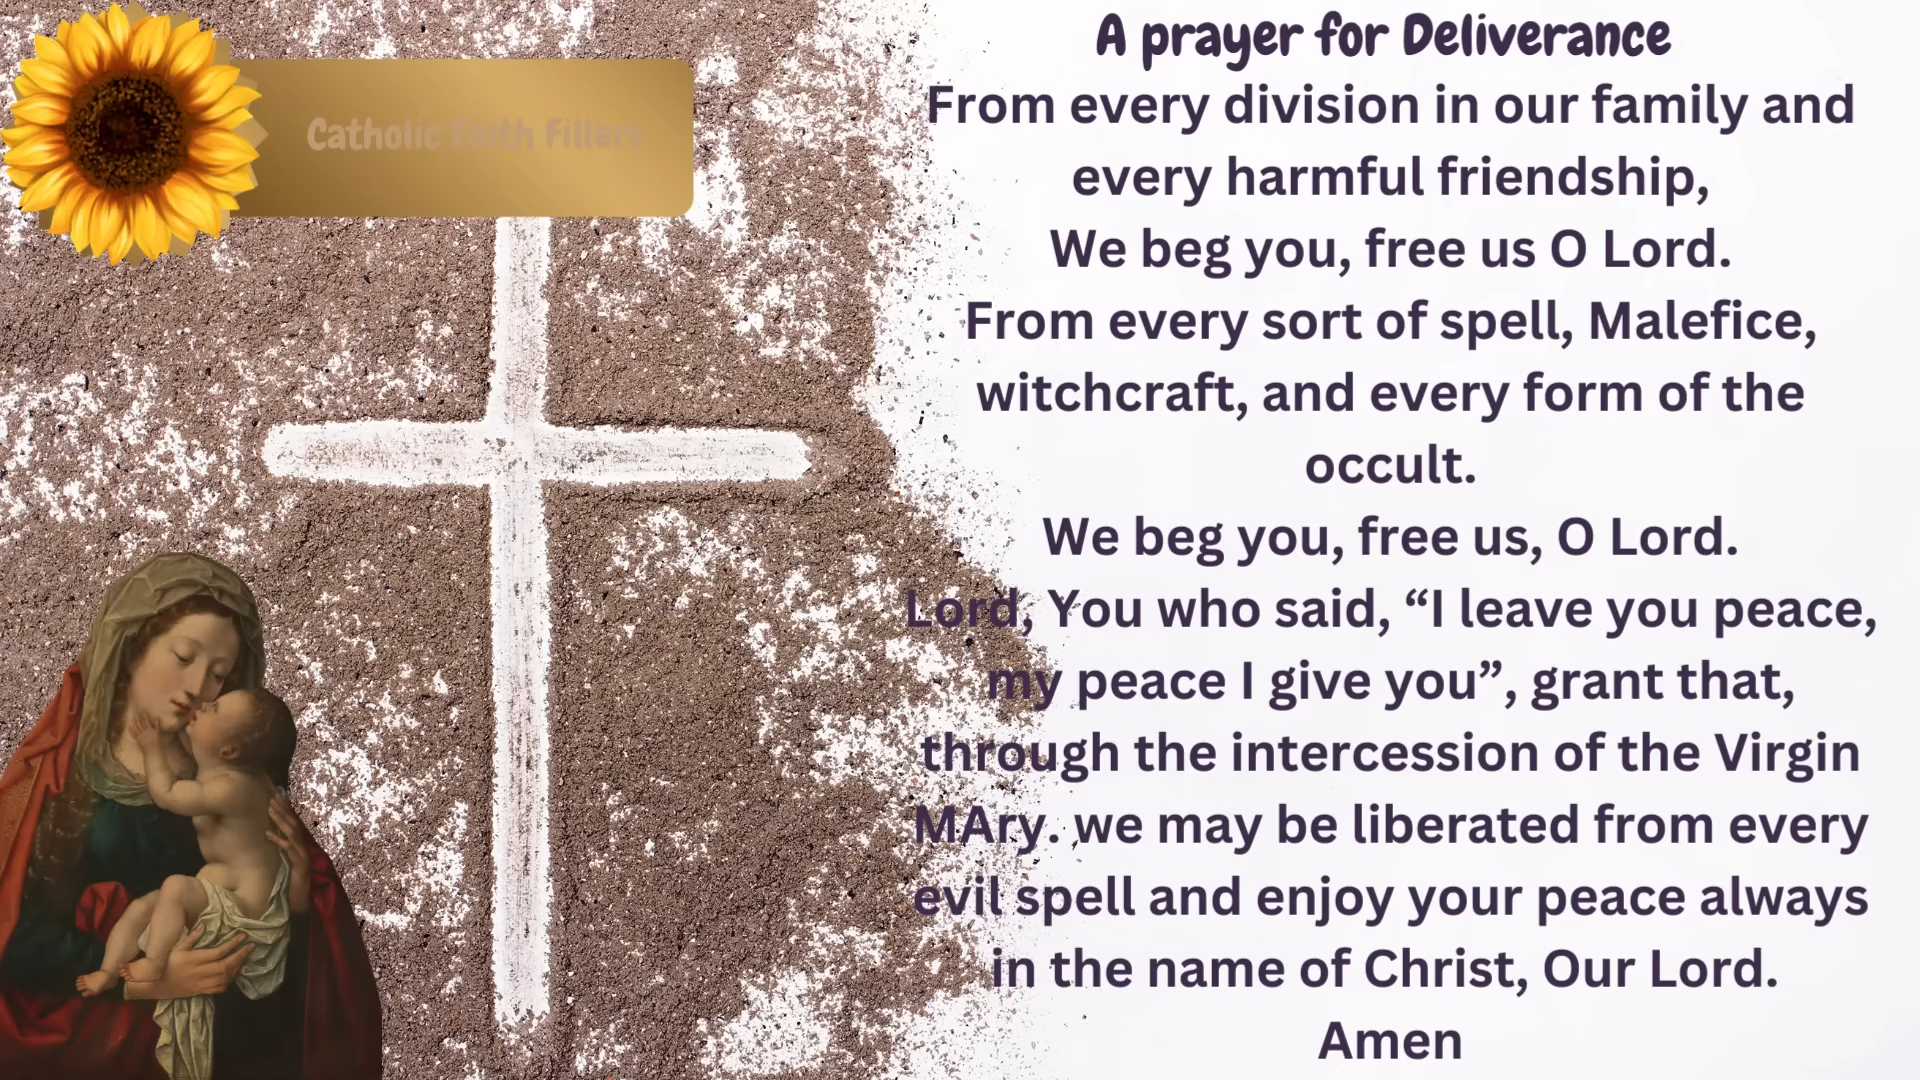 Catholic Faith Fillers
A prayer for Deliverance
From every division in our family and
every harmful friendship,
We beg you, free us O Lord.
From every sort of spell, Malefice,
witchcraft, and every form of the
occult.
We beg you, free us, O Lord.
Lord, You who said, “I leave you peace,
my peace I give you”, grant that,
through the intercession of the Virgin
MAry. we may be liberated from every
evil spell and enjoy your peace always
in the name of Christ, Our Lord.
Amen